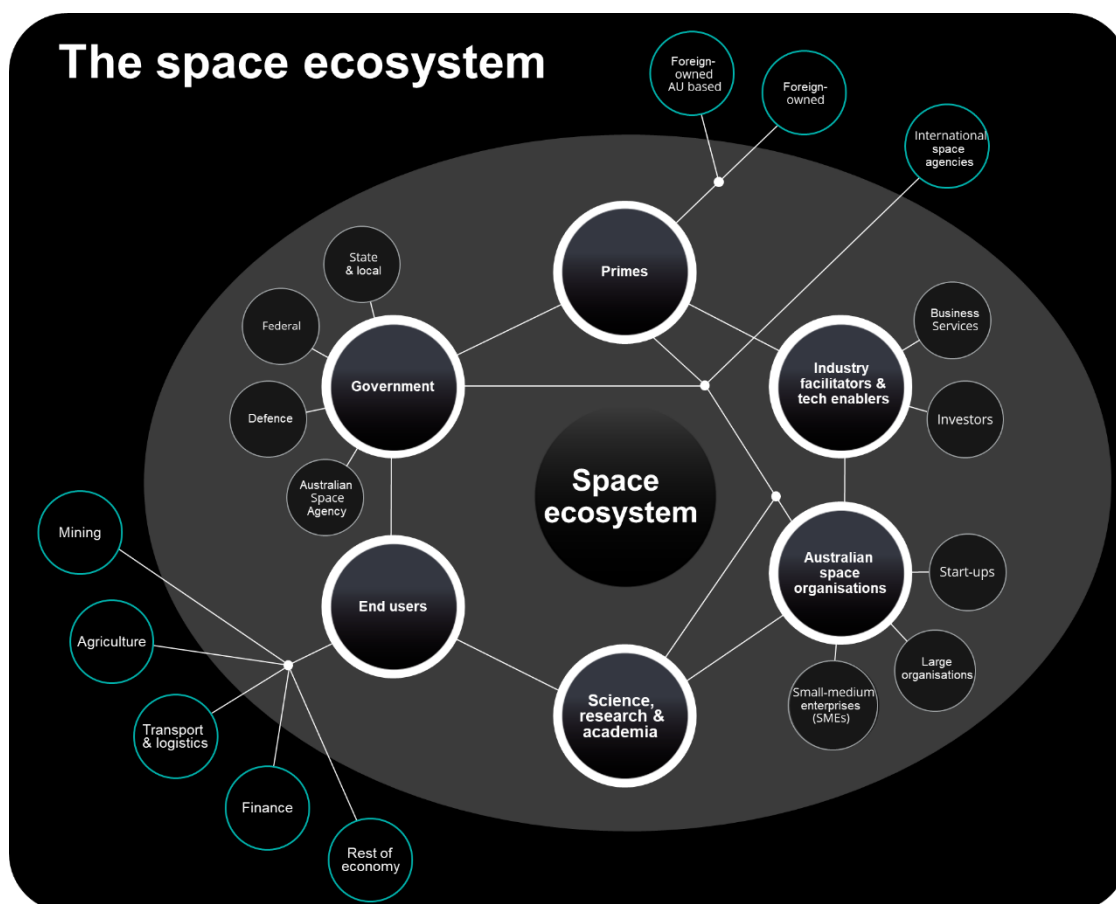 The space ecosystem
Foreign-
owned
AU based
Foreign-
owned
International
space
agencies
State
& local
Primes
Federal
Business
Services
Government
Industry
facilitators &
tech enablers
Defence
Investors
Australian
Space
Agency
Space
ecosystem
Mining
Australian
space
organisations
Start-ups
End users
Agriculture
Large
organisations
Small-medium
enterprises
(SMEs)
Science,
research &
academia
Transport
& logistics
Finance
Rest of
economy